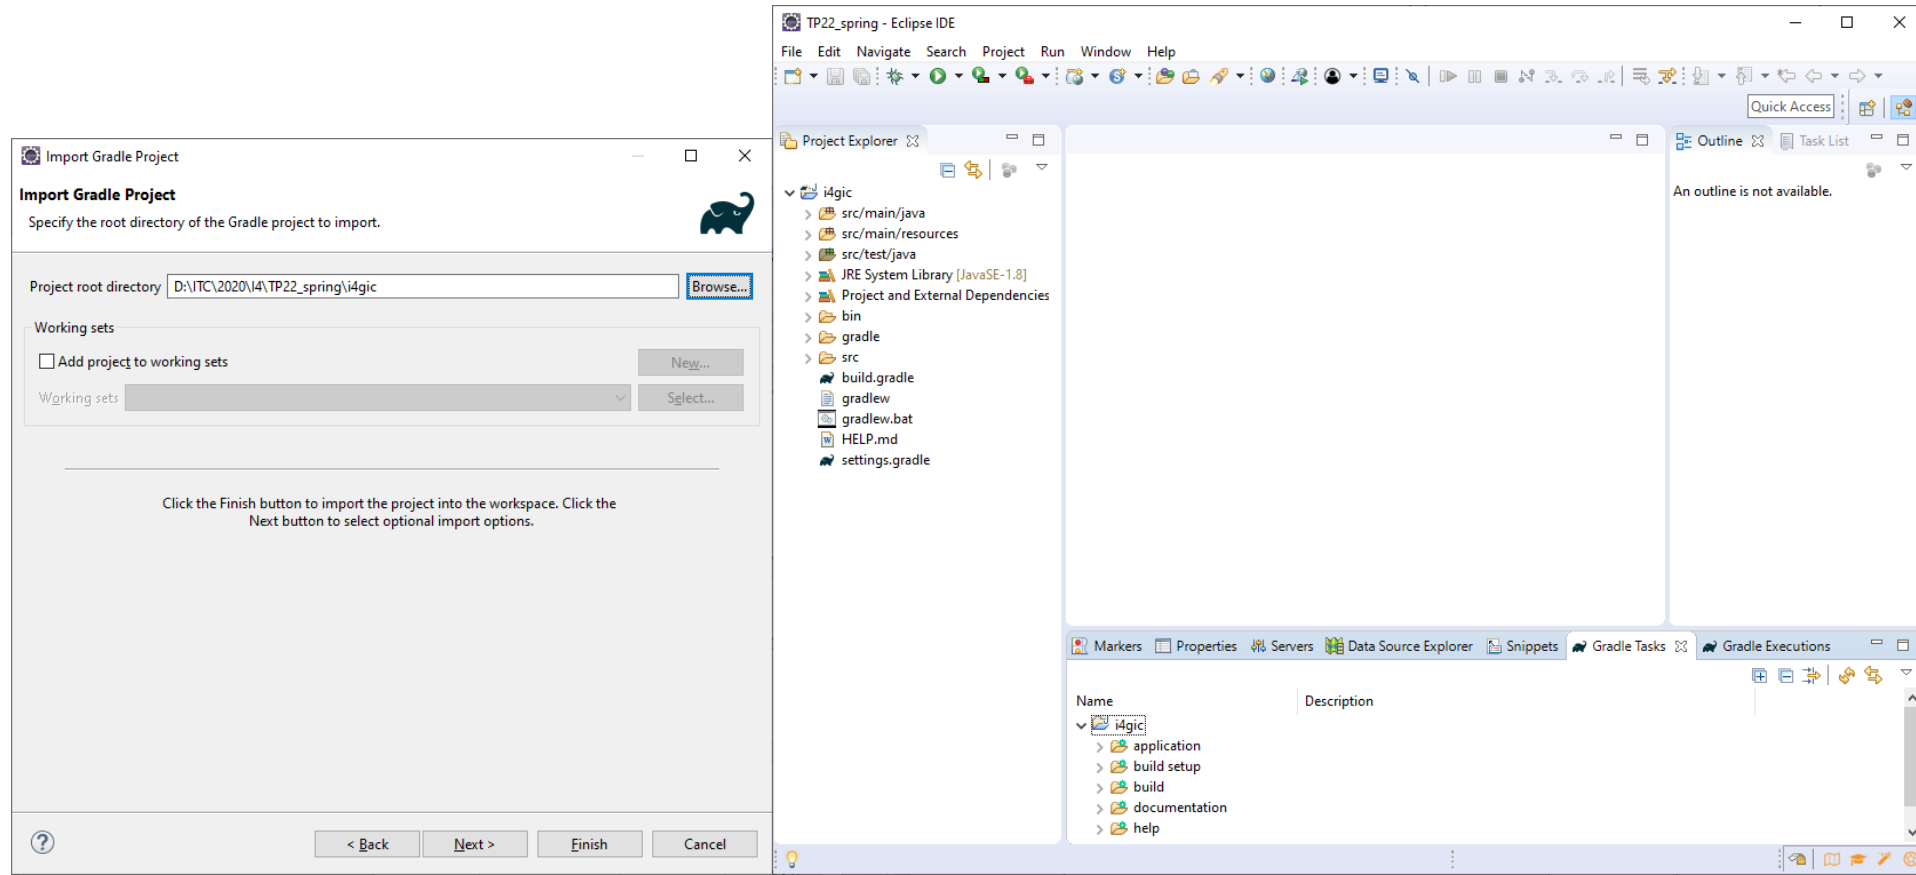 Import Gradle Project
Import Gradle Project
Specify the root directory of the Gradle project to import.
Project root directory D:\ITC\2020\I4\TP22_spring\i4gic Browse...
Working sets
Add project to working sets New...
Working sets Select...
Click the Finish button to import the project into the workspace. Click the
Next button to select optional import options.
< Back Next > Finish Cancel
TP22_spring - Eclipse IDE
File Edit Navigate Search Project Run Window Help
Quick Access
Project Explorer
i4gic
src/main/java
src/main/resources
src/test/java
JRE System Library [JavaSE-1.8]
Project and External Dependencies
bin
gradle
src
build.gradle
gradlew
gradlew.bat
HELP.md
settings.gradle
Outline Task List
An outline is not available.
Markers Properties Servers Data Source Explorer Snippets Gradle Tasks Gradle Executions
Name Description
i4gic
application
build setup
build
documentation
help